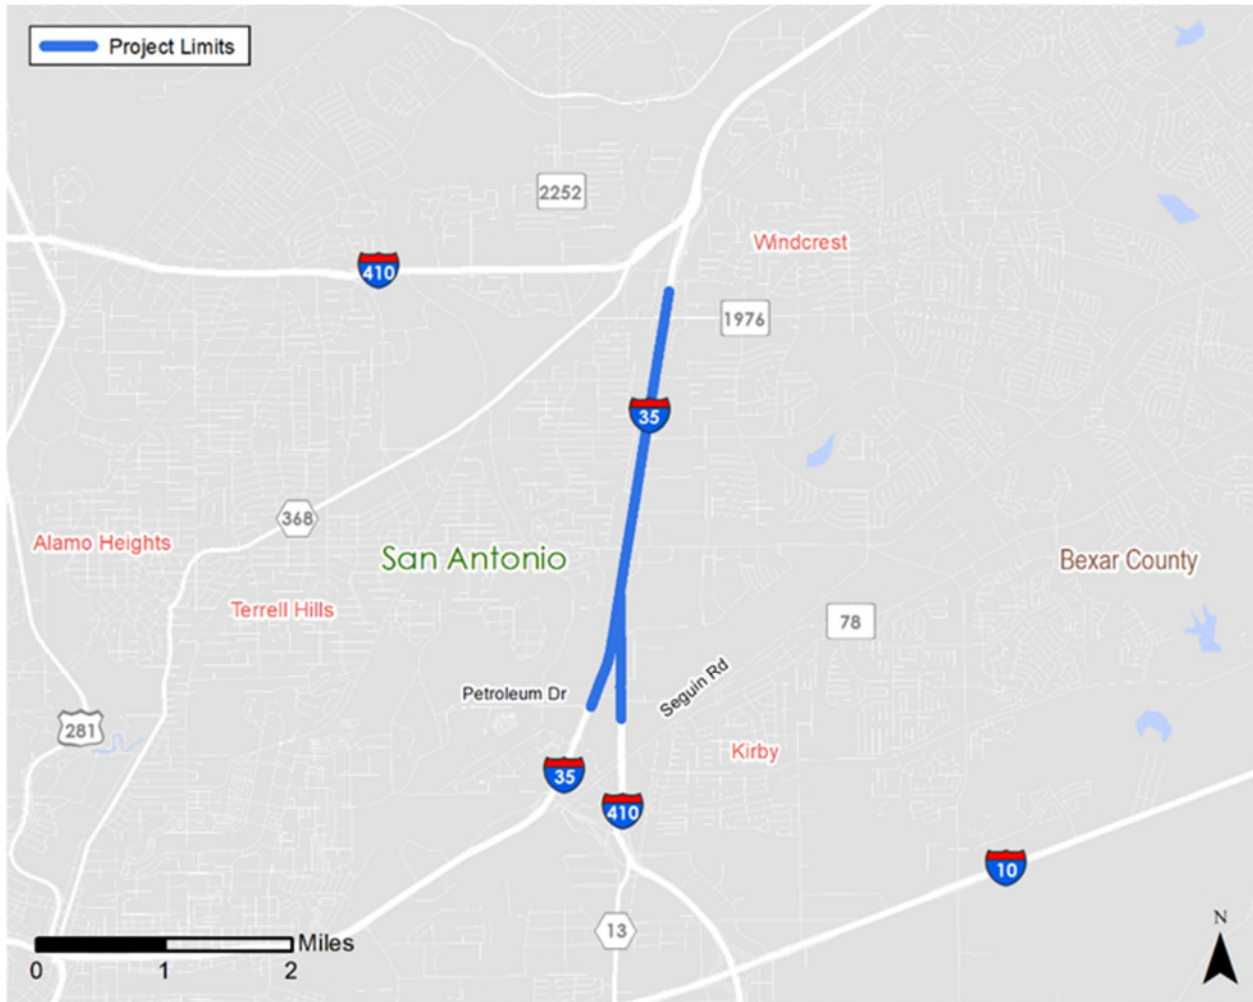 Project Limits
2252
Windcrest
410
1976
35
368
Alamo Heights
San Antonio
Bexar County
Terrell Hills
78
Petroleum Dr
Seguin Rd
281
Kirby
35
410
10
13
N
Miles
0 1 2